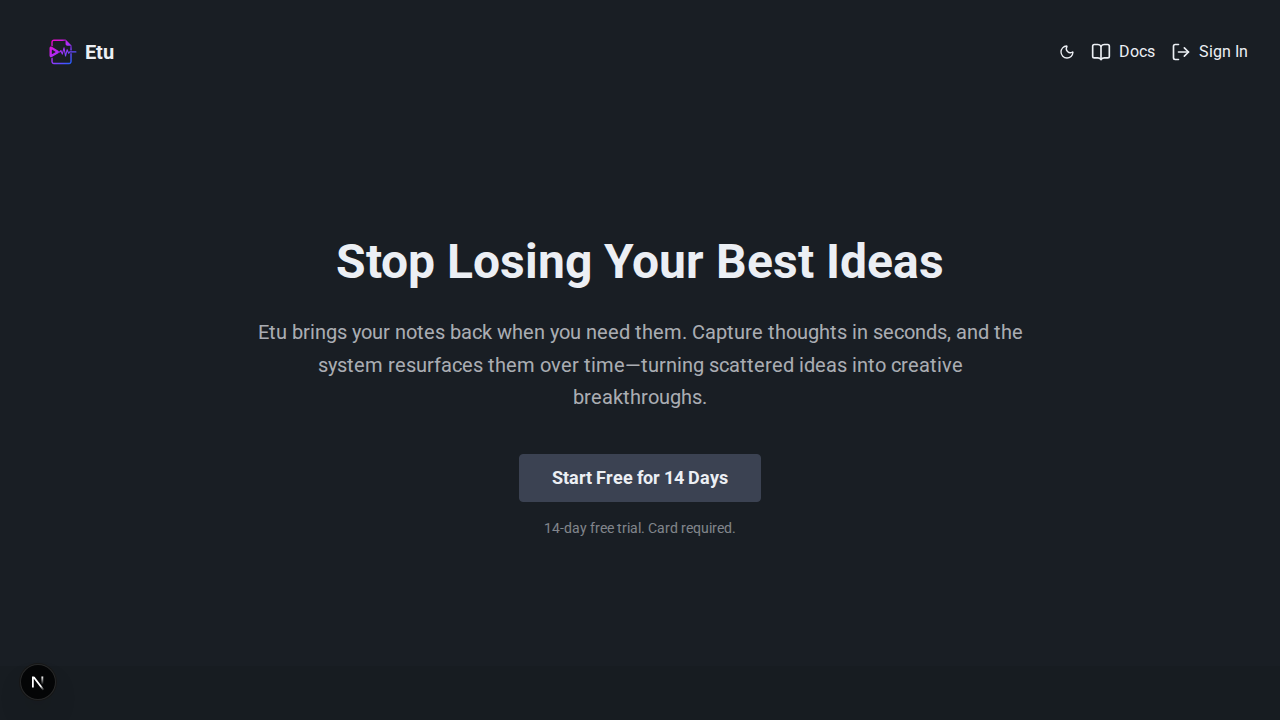 Etu
Docs
Sign In
Stop Losing Your Best Ideas
Etu brings your notes back when you need them. Capture thoughts in seconds, and the
system resurfaces them over time—turning scattered ideas into creative
breakthroughs.
Start Free for 14 Days
14-day free trial. Card required.
N